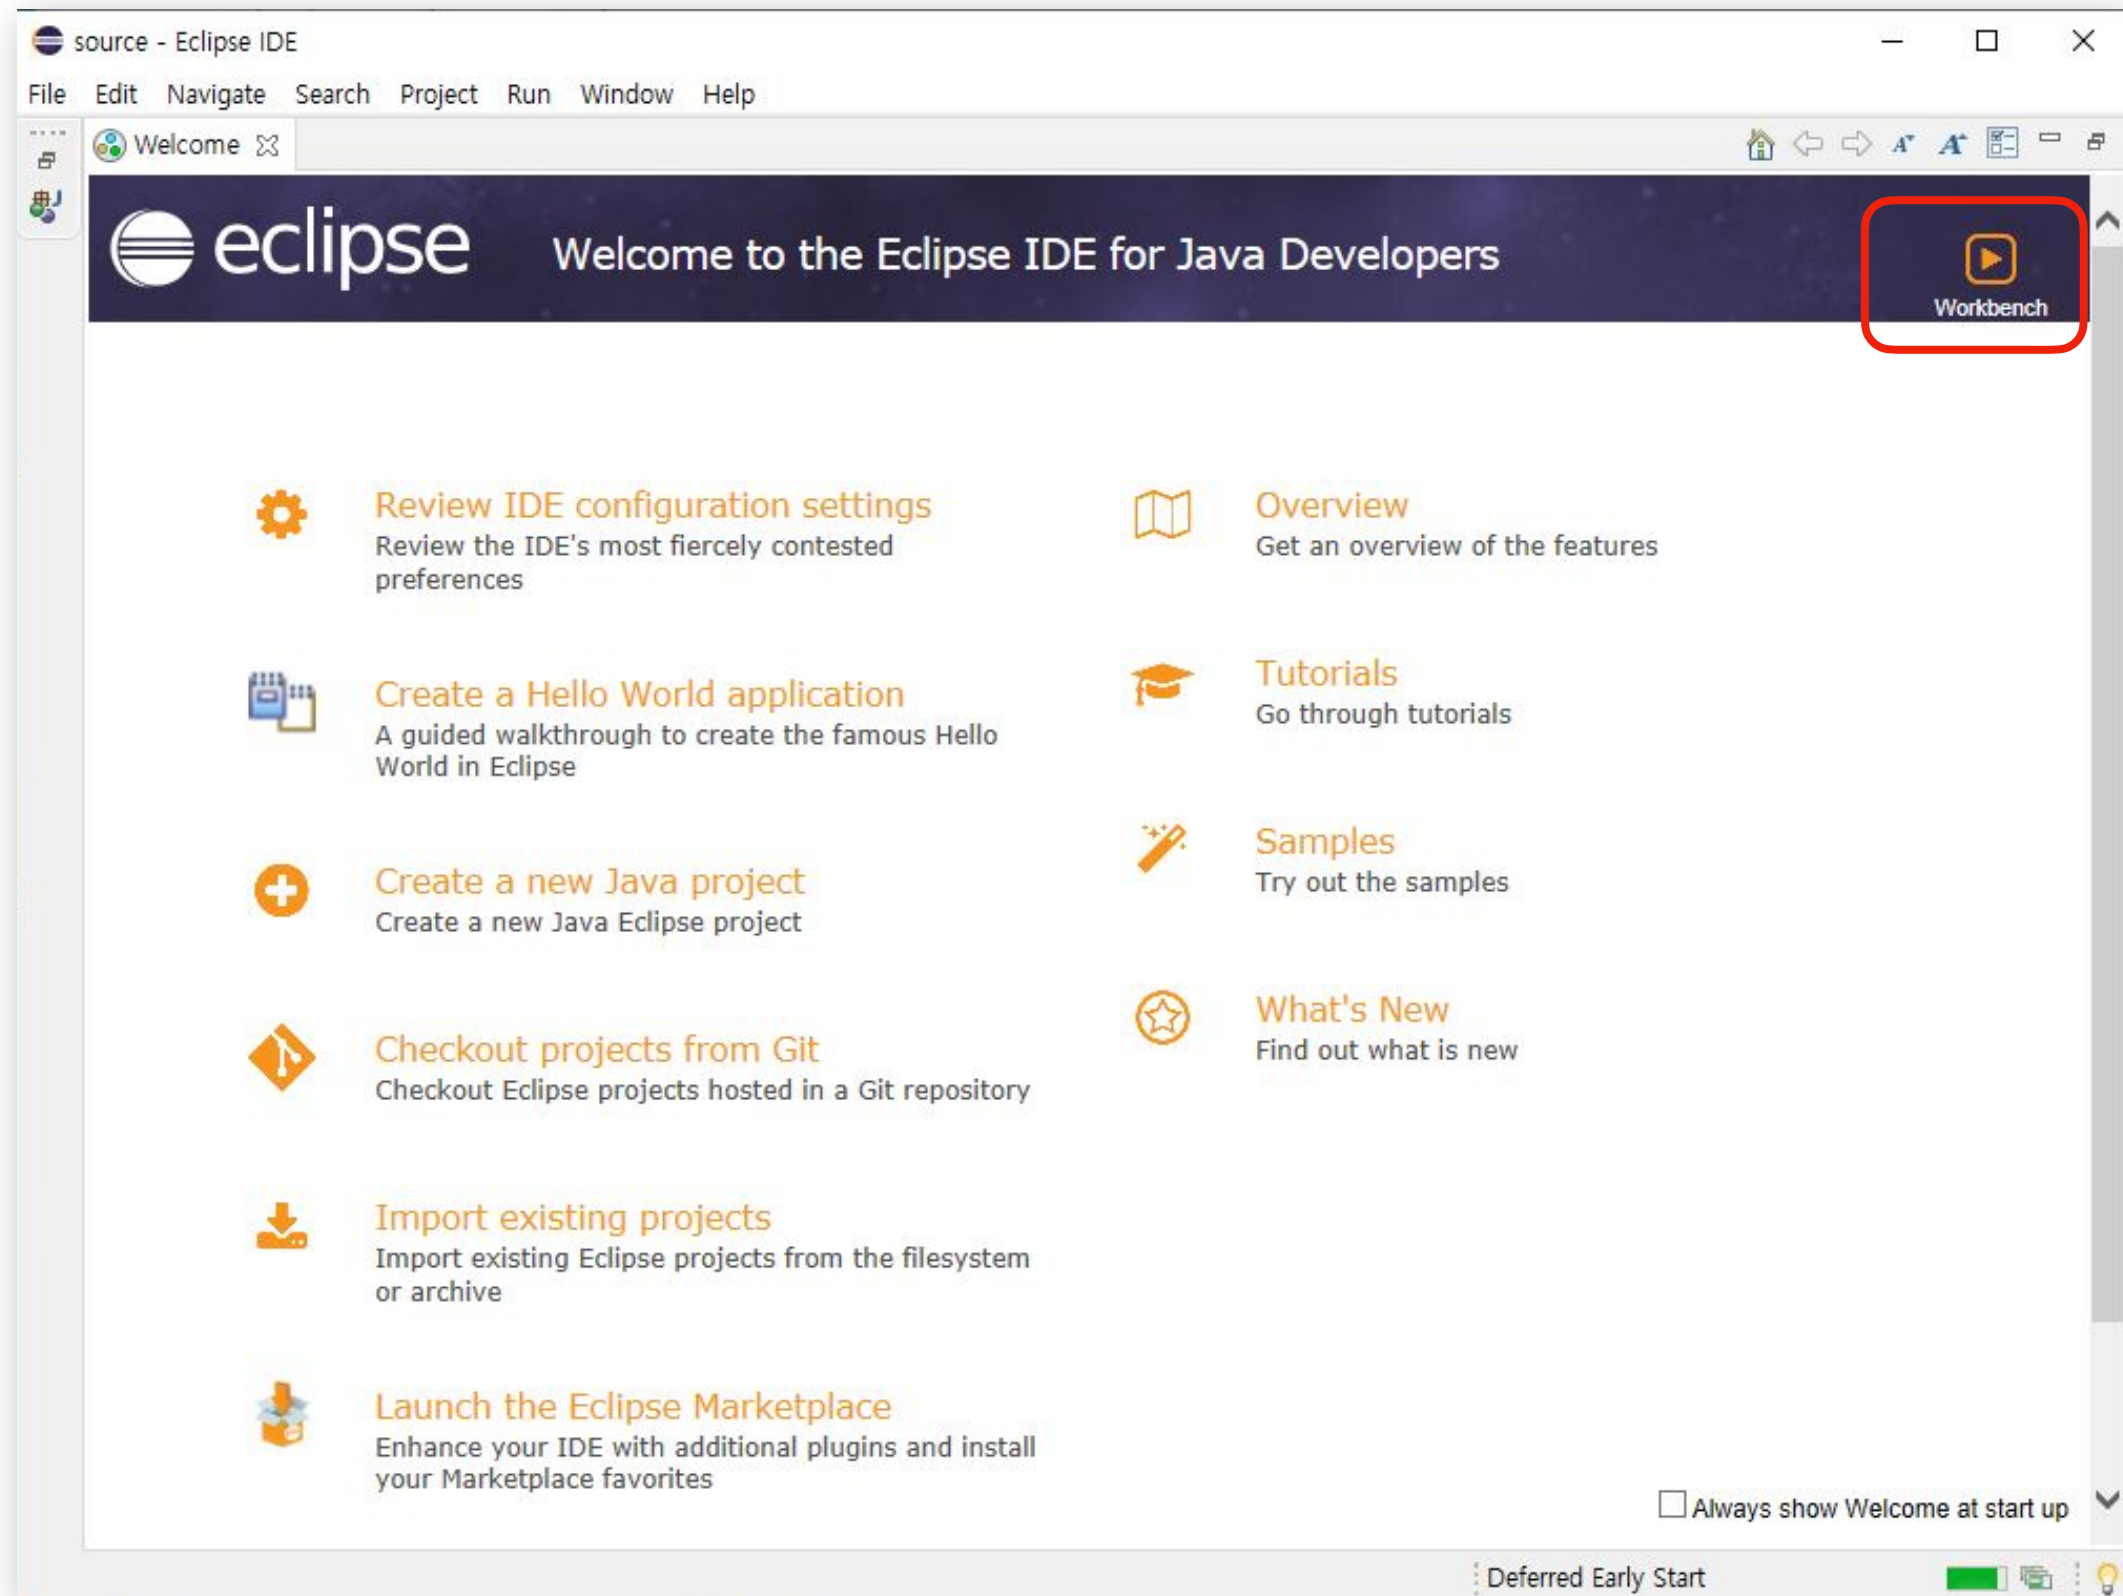 source - Eclipse IDE
File Edit Navigate Search Project Run Window Help
Welcome
eclipse Welcome to the Eclipse IDE for Java Developers
Workbench
Review IDE configuration settings
Review the IDE's most fiercely contested
preferences
Create a Hello World application
A guided walkthrough to create the famous Hello
World in Eclipse
Create a new Java project
Create a new Java Eclipse project
Checkout projects from Git
Checkout Eclipse projects hosted in a Git repository
Import existing projects
Import existing Eclipse projects from the filesystem
or archive
Launch the Eclipse Marketplace
Enhance your IDE with additional plugins and install
your Marketplace favorites
Overview
Get an overview of the features
Tutorials
Go through tutorials
Samples
Try out the samples
What's New
Find out what is new
Always show Welcome at start up
Deferred Early Start